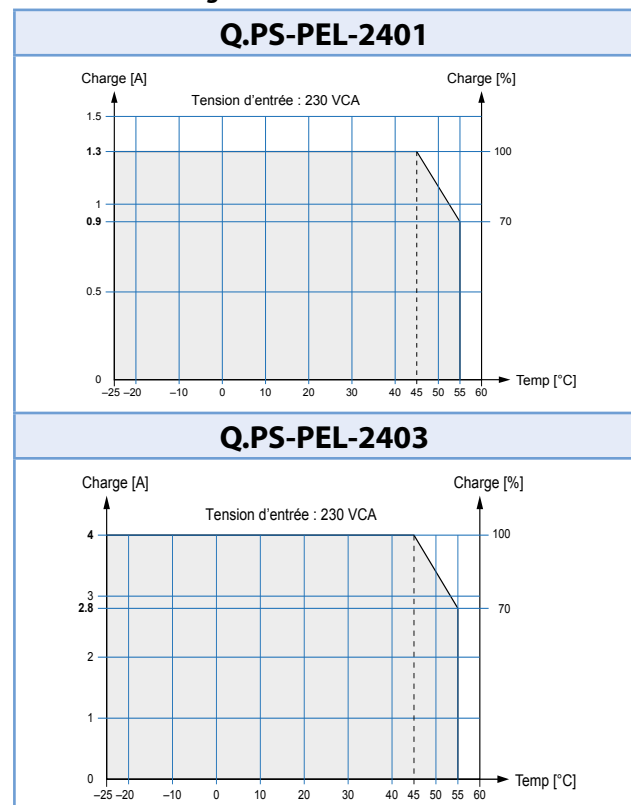 Q.PS-PEL-2401
Charge [A] Charge [%]
Tension d'entrée : 230 VCA
1.5
1.3 100
1
0.9 70
0.5
0
–25 –20 –10 0 10 20 30 40 45 50 55 60
Temp [°C]
Q.PS-PEL-2403
Charge [A] Charge [%]
Tension d'entrée : 230 VCA
4 100
3
2.8 70
2
1
0
–25 –20 –10 0 10 20 30 40 45 50 55 60
Temp [°C]